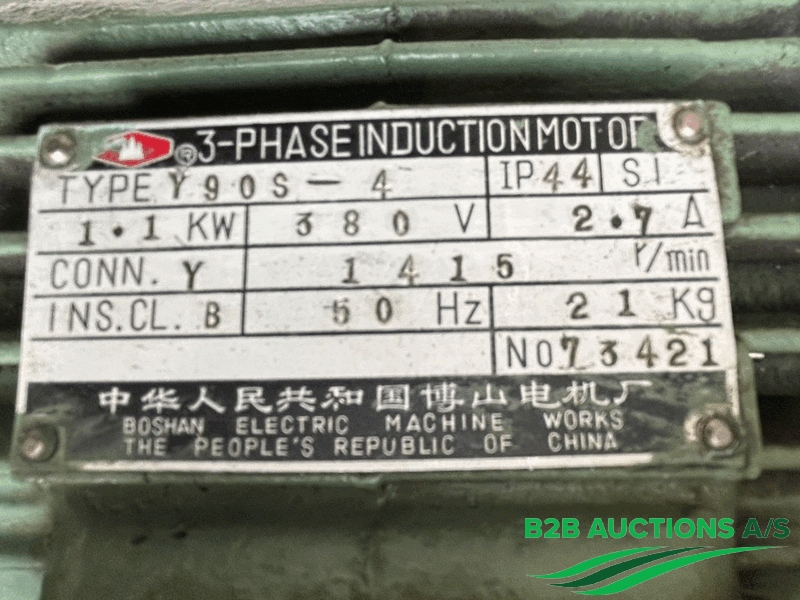 ® 3-PHASE INDUCTION MOTOR
TYPE Y90S-4 IP44 S1
1.1 KW 380 V 2.7 A
CONN. Y 1415 r/min
INS.CL. B 50 Hz 21 Kg
NO 73421
中华人民共和国博山电机厂
BOSHAN ELECTRIC MACHINE WORKS
THE PEOPLE'S REPUBLIC OF CHINA
B2B AUCTIONS A/S